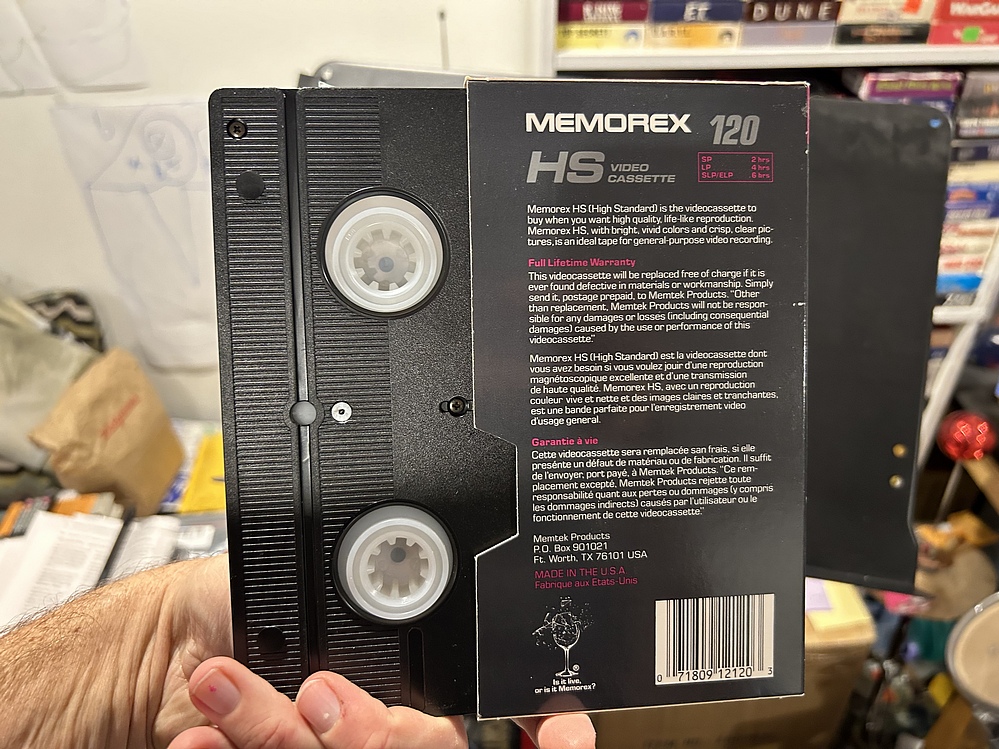 ET
DUNE
MEMOREX 120
HS VIDEO
CASSETTE
SP 2 hrs
LP 4 hrs
SLP/ELP 6 hrs
Memorex HS (High Standard) is the videocassette to
buy when you want high quality, life-like reproduction.
Memorex HS, with bright, vivid colors and crisp, clear pic-
tures, is an ideal tape for general-purpose video recording.
Full Lifetime Warranty
This videocassette will be replaced free of charge if it is
ever found defective in materials or workmanship. Simply
send it, postage prepaid, to Memtek Products. "Other
than replacement, Memtek Products will not be respon-
sible for any damages or losses (including consequential
damages) caused by the use or performance of this
videocassette."
Memorex HS (High Standard) est la videocassette dont
vous avez besoin si vous voulez jouir d'une reproduction
magnétoscopique excellente et d'une transmission
de haute qualité. Memorex HS, avec un reproduction
couleur vive et nette et des images claires et tranchantes,
est une bande parfaite pour l'enregistrement video
d'usage general.
Garantie à vie
Cette videocassette sera remplacée san frais, si elle
presénte un défaut de matériau ou de fabrication. Il suffit
de l'envoyer, port payé, à Memtek Products. "Ce rem-
placement excepté, Memtek Products rejette toute
responsabilité quant aux pertes ou dommages (y compris
les dommages indirects) causés par l'utilisateur ou le
fonctionnement de cette videocassette."
Memtek Products
P.O. Box 901021
Ft. Worth, TX 76101 USA
MADE IN THE U.S.A.
Fabrique aux Etats-Unis
®
Is it live,
or is it Memorex?
0 71809 12120 3